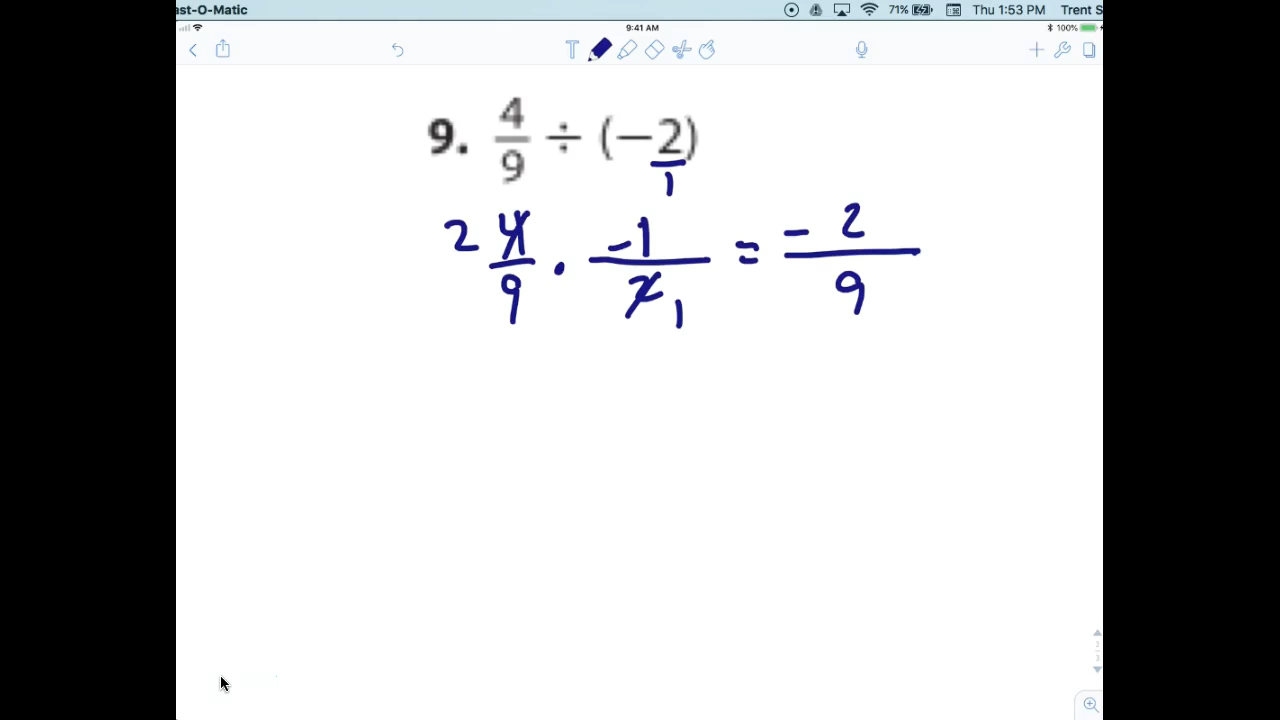 ast-O-Matic 71% Thu 1:53 PM Trent S
9:41 AM 100%
T
9. 4/9 ÷ (−2)
1
2 4/9 · −1/2 = −2/9
1